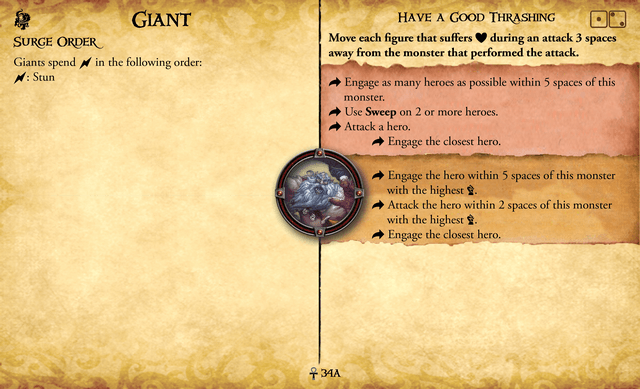 GIANT
SURGE ORDER
Giants spend in the following order:
: Stun
HAVE A GOOD THRASHING
Move each figure that suffers during an attack 3 spaces
away from the monster that performed the attack.
Engage as many heroes as possible within 5 spaces of this
monster.
Use Sweep on 2 or more heroes.
Attack a hero.
Engage the closest hero.
Engage the hero within 5 spaces of this monster
with the highest .
Attack the hero within 2 spaces of this monster
with the highest .
Engage the closest hero.
34A